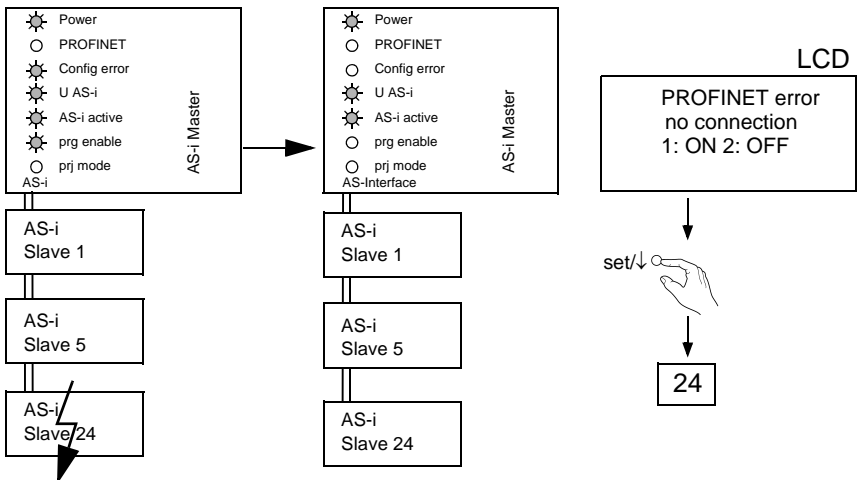 Power
PROFINET
Config error
U AS-i
AS-i active
prg enable
prj mode
AS-i Master
AS-i
AS-i
Slave 1
AS-i
Slave 5
AS-i
Slave 24
Power
PROFINET
Config error
U AS-i
AS-i active
prg enable
prj mode
AS-i Master
AS-Interface
AS-i
Slave 1
AS-i
Slave 5
AS-i
Slave 24
LCD
PROFINET error
no connection
1: ON 2: OFF
set/↓
24